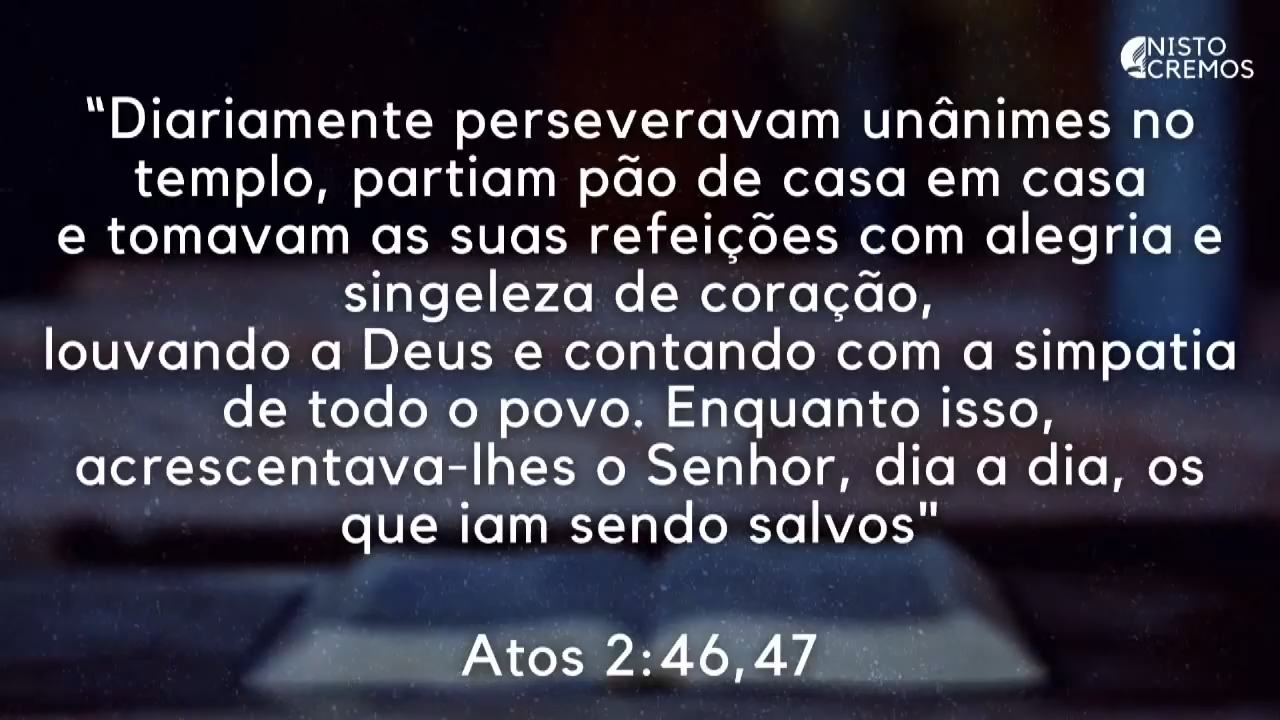 NISTO
CREMOS
“Diariamente perseveravam unânimes no
templo, partiam pão de casa em casa
e tomavam as suas refeições com alegria e
singeleza de coração,
louvando a Deus e contando com a simpatia
de todo o povo. Enquanto isso,
acrescentava-lhes o Senhor, dia a dia, os
que iam sendo salvos"
Atos 2:46,47